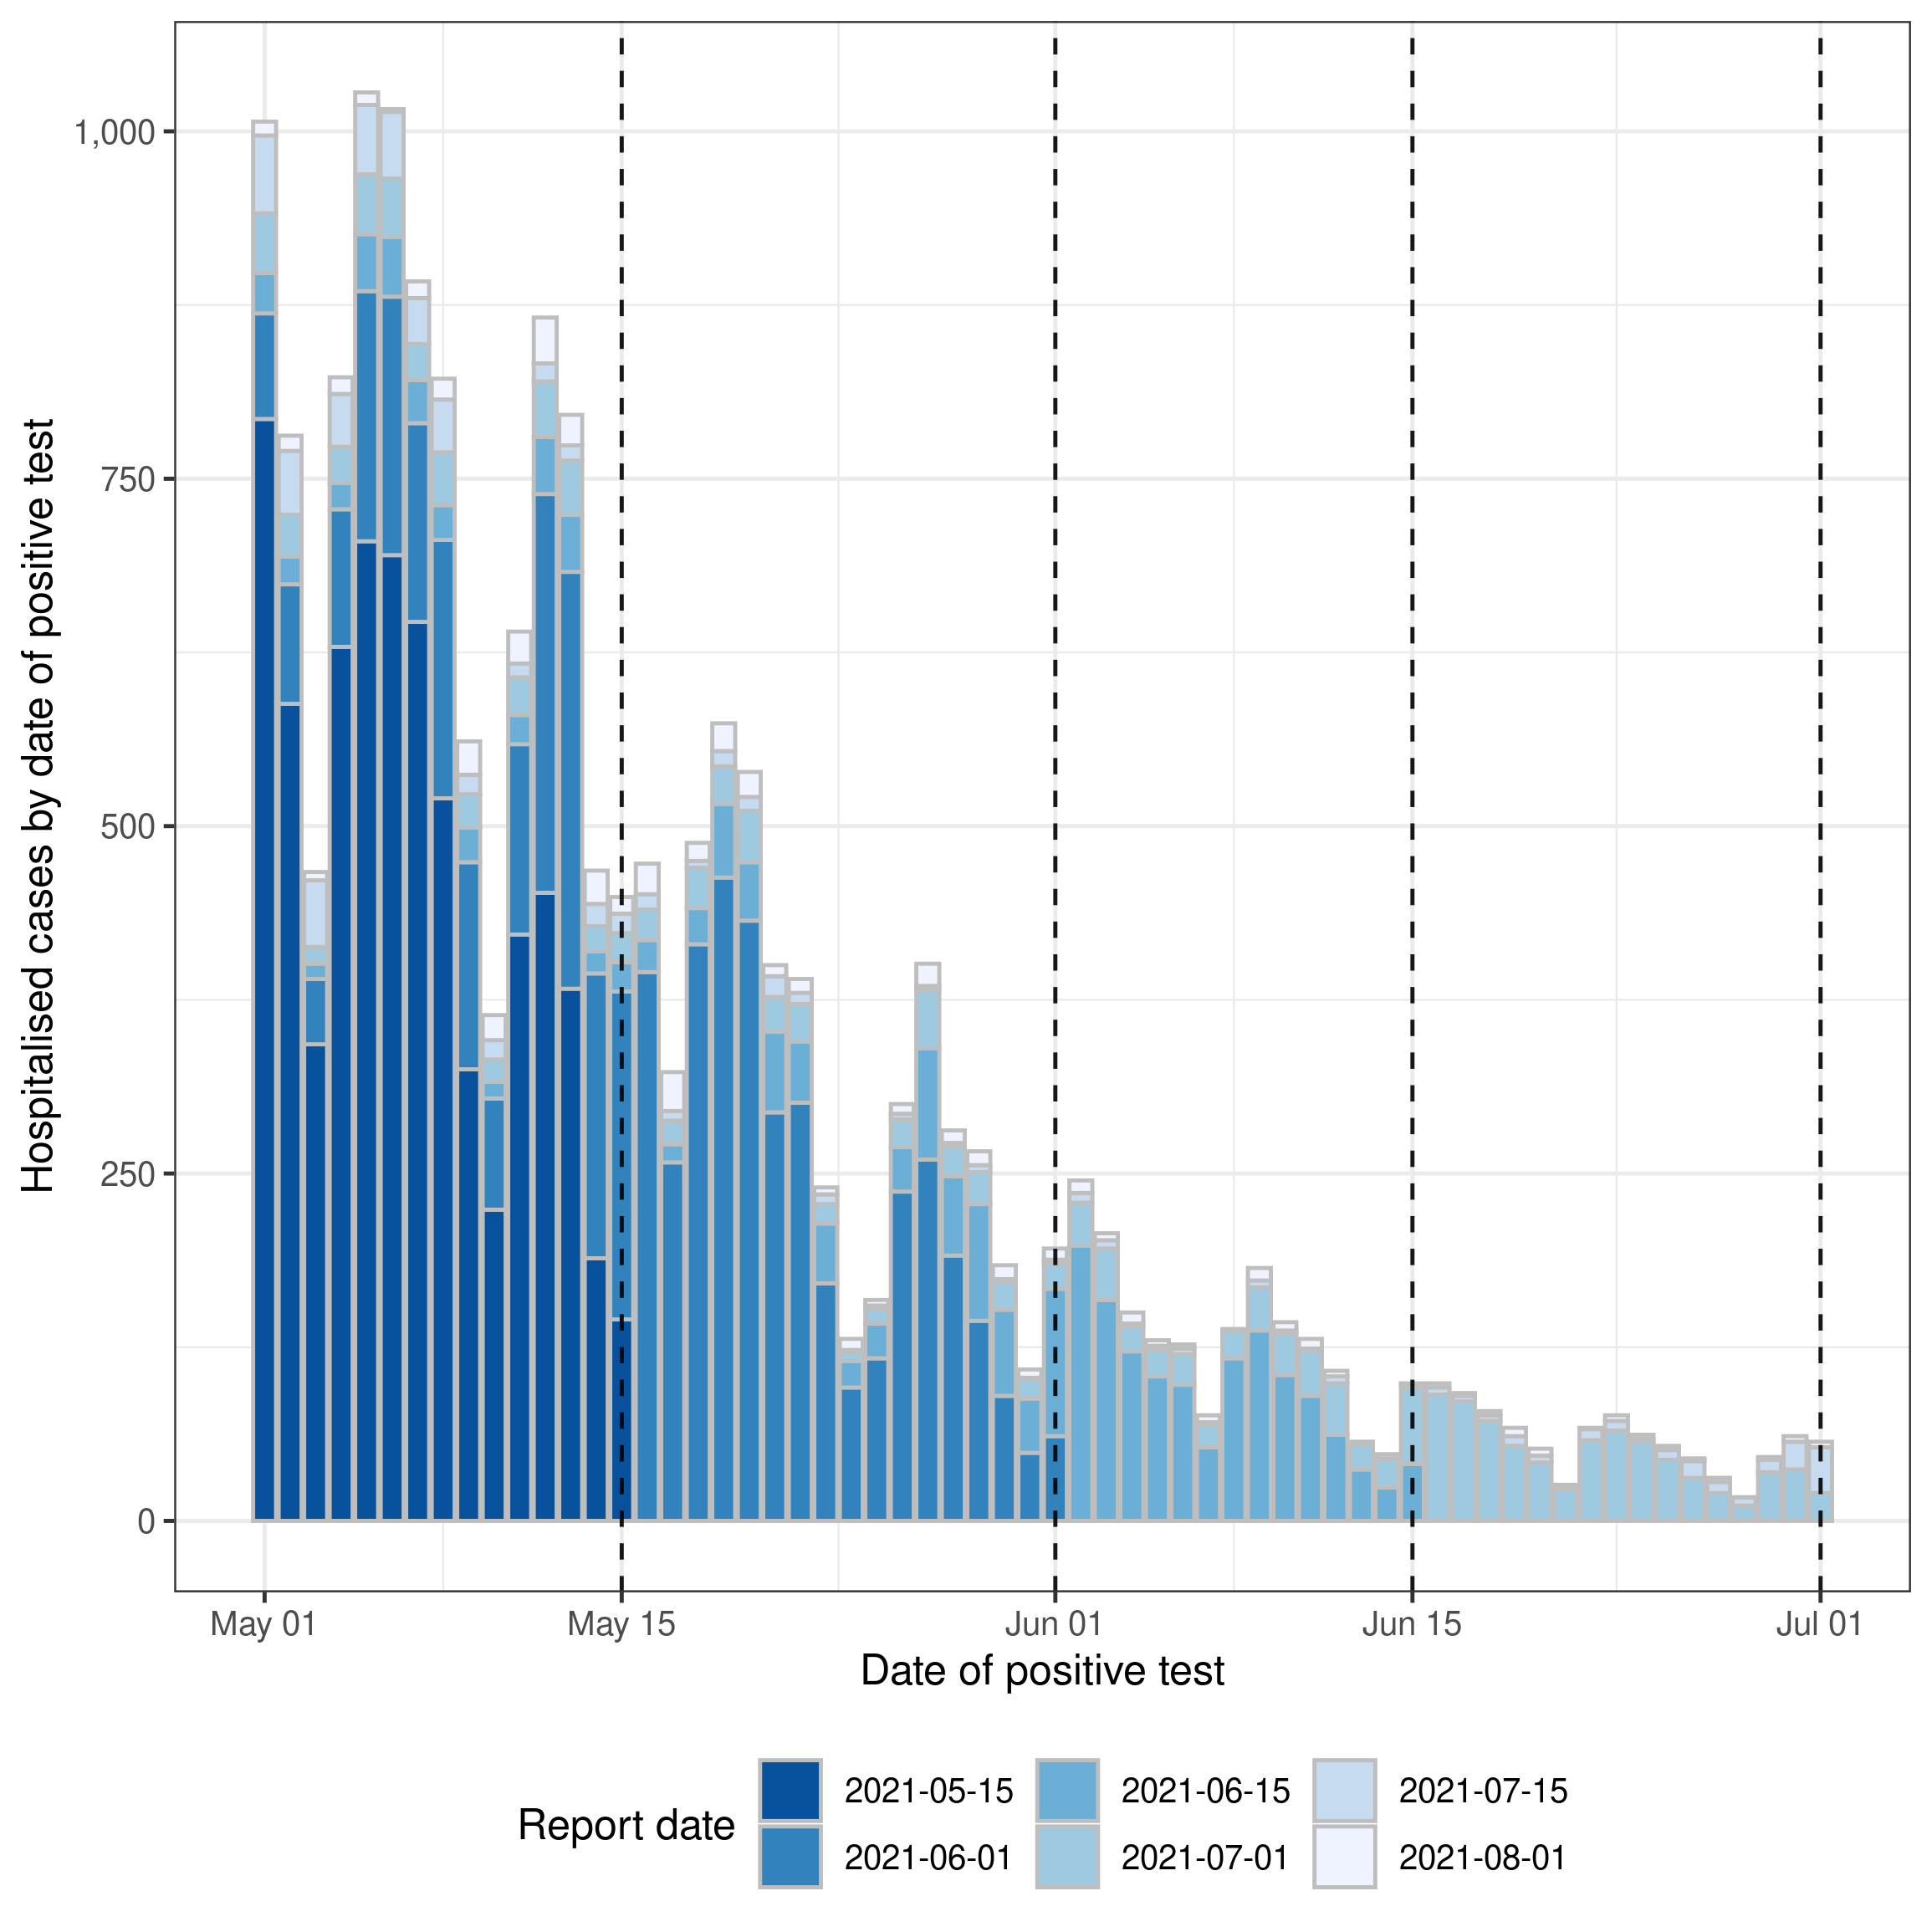 Hospitalised cases by date of positive test
1,000
750
500
250
0
May 01 May 15 Jun 01 Jun 15 Jul 01
Date of positive test
Report date
2021-05-15 2021-06-15 2021-07-15
2021-06-01 2021-07-01 2021-08-01